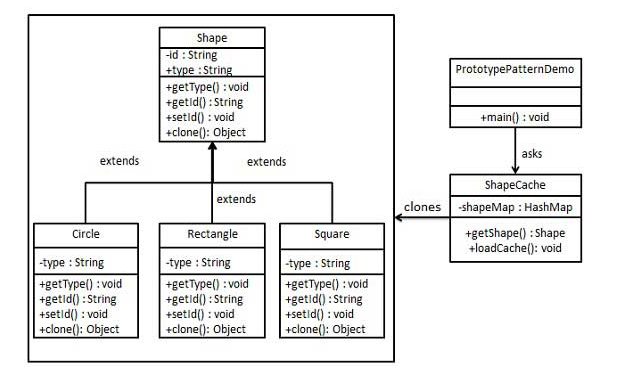 Shape
-id : String
+type : String
+getType() : void
+getId() : String
+setId() : void
+clone(): Object
PrototypePatternDemo
+main() : void
asks
ShapeCache
-shapeMap : HashMap
+getShape() : Shape
+loadCache(): void
clones
extends
extends
extends
Circle
-type : String
+getType() : void
+getId() : String
+setId() : void
+clone(): Object
Rectangle
-type : String
+getType() : void
+getId() : String
+setId() : void
+clone(): Object
Square
-type : String
+getType() : void
+getId() : String
+setId() : void
+clone(): Object